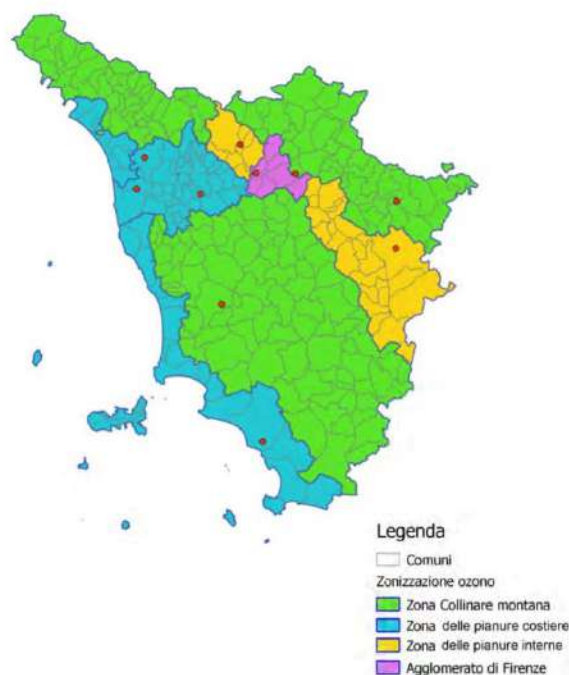 Legenda
Comuni
Zonizzazione ozono
Zona Collinare montana
Zona delle pianure costiere
Zona delle pianure interne
Agglomerato di Firenze